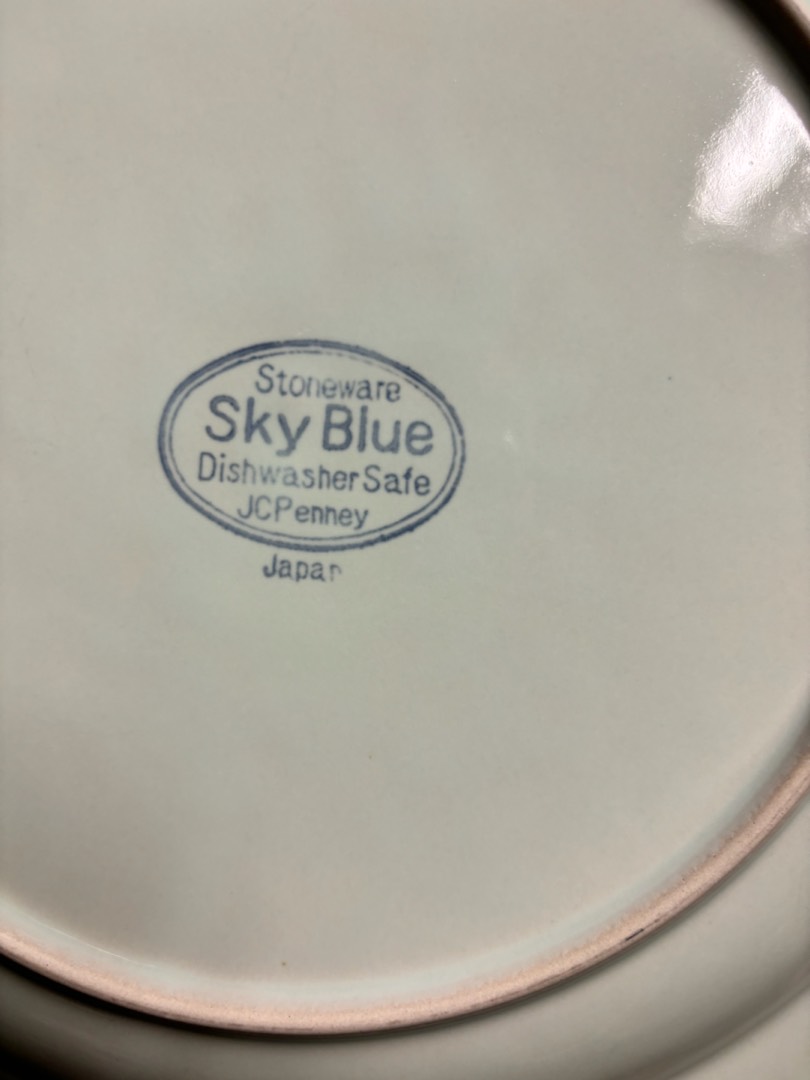 Stoneware
Sky Blue
Dishwasher Safe
JCPenney
Japan